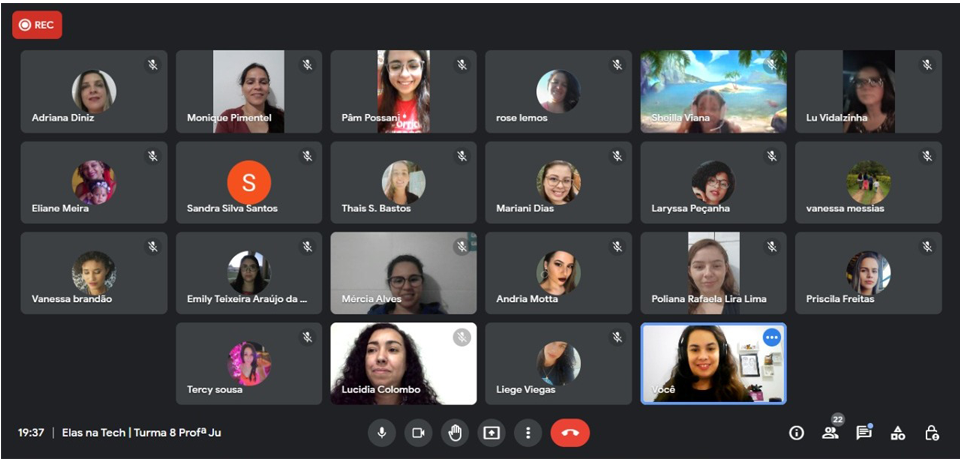 REC
Adriana Diniz
Monique Pimentel
Pâm Possani
rose lemos
Sheilla Viana
Lu Vidalzinha
Eliane Meira
S
Sandra Silva Santos
Thais S. Bastos
Mariani Dias
Laryssa Peçanha
vanessa messias
Vanessa brandão
Emily Teixeira Araújo da ...
Mércia Alves
Andria Motta
Poliana Rafaela Lira Lima
Priscila Freitas
Tercy sousa
Lucidia Colombo
Liege Viegas
Você
19:37 | Elas na Tech | Turma 8 Profª Ju
22